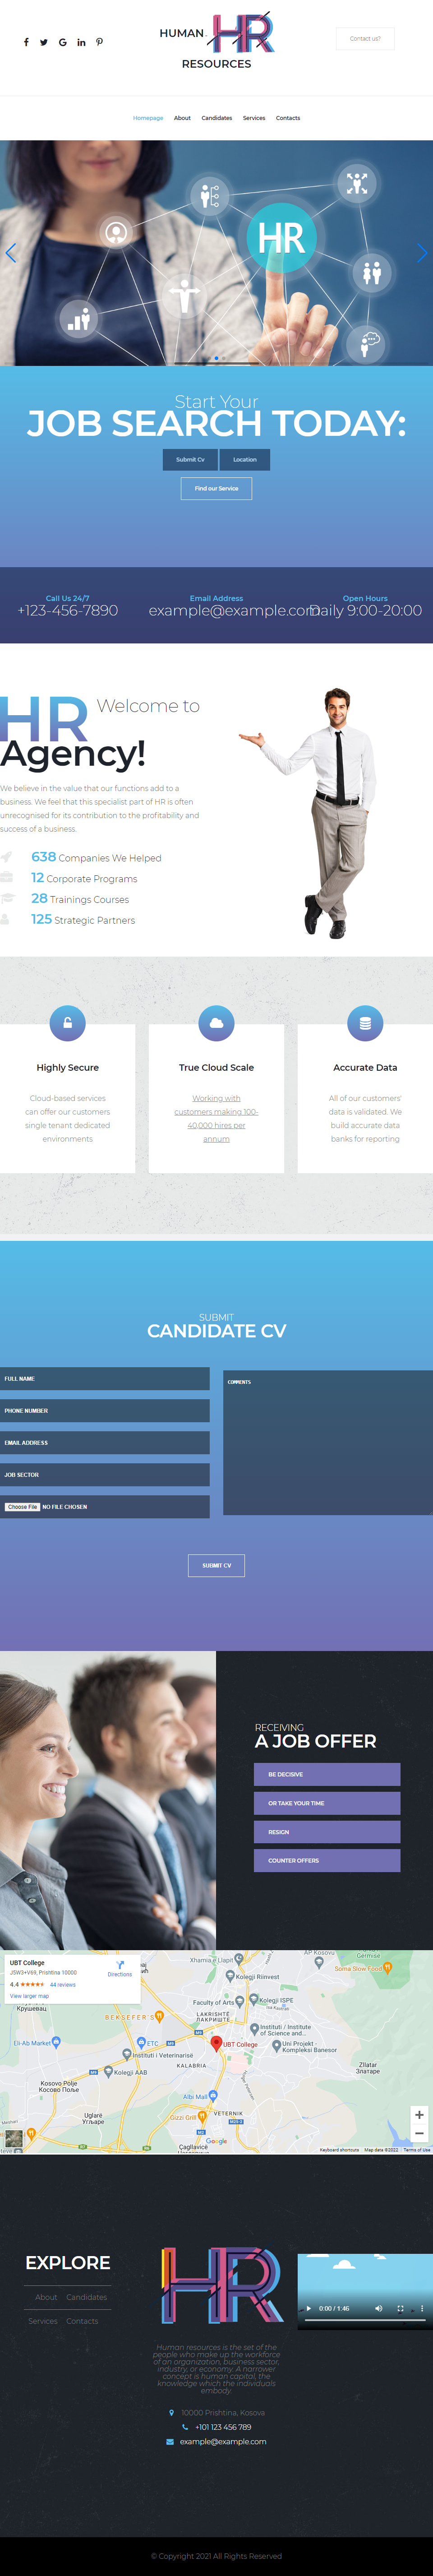 HUMAN HR
RESOURCES
Contact us?
Homepage About Candidates Services Contacts
HR
Start Your
JOB SEARCH TODAY:
Submit Cv Location
Find our Service
Call Us 24/7
+123-456-7890
Email Address
example@example.com
Open Hours
Daily 9:00-20:00
HR Welcome to
Agency!
We believe in the value that our functions add to a
business. We feel that this specialist part of HR is often
unrecognised for its contribution to the profitability and
success of a business.
638 Companies We Helped
12 Corporate Programs
28 Trainings Courses
125 Strategic Partners
Highly Secure
Cloud-based services
can offer our customers
single tenant dedicated
environments
True Cloud Scale
Working with
customers making 100-
40,000 hires per
annum
Accurate Data
All of our customers'
data is validated. We
build accurate data
banks for reporting
SUBMIT
CANDIDATE CV
FULL NAME
PHONE NUMBER
EMAIL ADDRESS
JOB SECTOR
Choose File NO FILE CHOSEN
COMMENTS
SUBMIT CV
RECEIVING
A JOB OFFER
BE DECISIVE
OR TAKE YOUR TIME
RESIGN
COUNTER OFFERS
UBT College
J5W3+V69, Prishtina 10000
4.4 44 reviews
View larger map
Directions
Xhamia e Llapit
AP Kosova
Germise
Гермија
Soma Slow Food
Kolegji Riinvest
Faculty of Arts
Kolegji ISPE
Крушевац
BEKSEFERS
LAKRISHTË
ЛАКРИШТЕ
Instituti / Institute
of Science and...
Eli-Ab Market
ETC
UBT College
Uni Projekt -
Kompleksi Banesor
Instituti i Veterinarisë
KALABRIA
Kolegji AAB
Zllatar
Златаре
Kosovo Polje
Косово Поље
Albi Mall
Uglarë
Угљаре
Gizzi Grill
VETERNIK
Google
Çagllavicë
Keyboard shortcuts Map data ©2022 Terms of Use
EXPLORE
About Candidates
Services Contacts
HR
0:00 / 1:46
Human resources is the set of the
people who make up the workforce
of an organization, business sector,
industry, or economy. A narrower
concept is human capital, the
knowledge which the individuals
embody.
10000 Prishtina, Kosova
+101 123 456 789
example@example.com
© Copyright 2021 All Rights Reserved